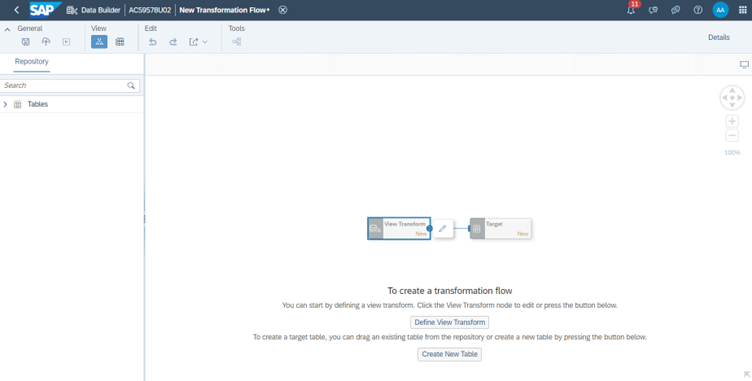 SAP Data Builder AC59578U02 New Transformation Flow* 11 AA
General View Edit Tools
Details
Repository
Search
Tables
100%
View Transform
New
Target
New
To create a transformation flow
You can start by defining a view transform. Click the View Transform node to edit or press the button below.
Define View Transform
To create a target table, you can drag an existing table from the repository or create a new table by pressing the button below.
Create New Table